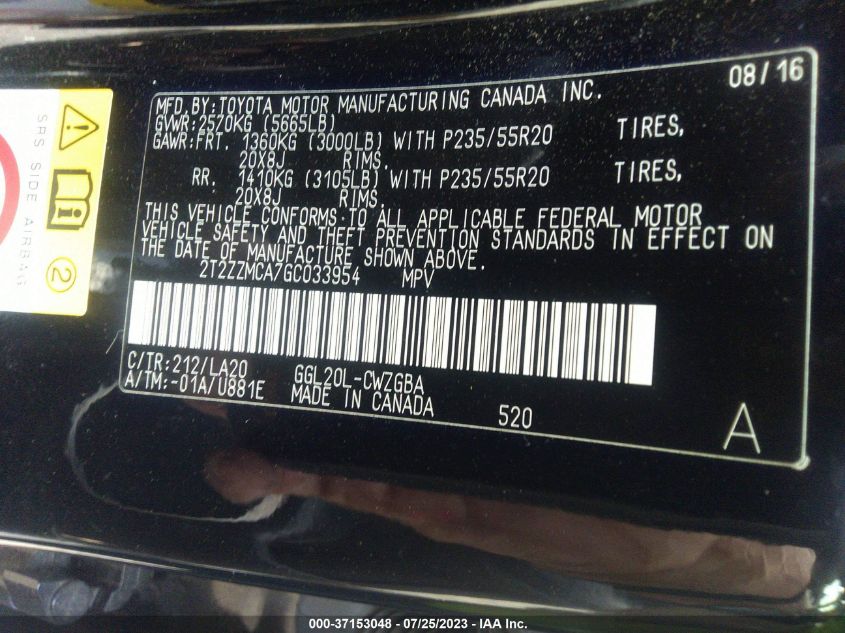 08/16
MFD.BY:TOYOTA MOTOR MANUFACTURING CANADA INC.
GVWR:2570KG (5665LB)
GAWR:FRT. 1360KG (3000LB) WITH P235/55R20 TIRES,
20X8J RIMS.
RR. 1410KG (3105LB) WITH P235/55R20 TIRES,
20X8J RIMS.
THIS VEHICLE CONFORMS TO ALL APPLICABLE FEDERAL MOTOR
VEHICLE SAFETY AND THEFT PREVENTION STANDARDS IN EFFECT ON
THE DATE OF MANUFACTURE SHOWN ABOVE.
2T2ZZMCA7GC033954 MPV
C/TR:212/LA20 GGL20L-CWZGBA
A/TM:-01A/U881E MADE IN CANADA 520
A
SRS SIDE AIRBAG
2
000-37153048 - 07/25/2023 - IAA Inc.